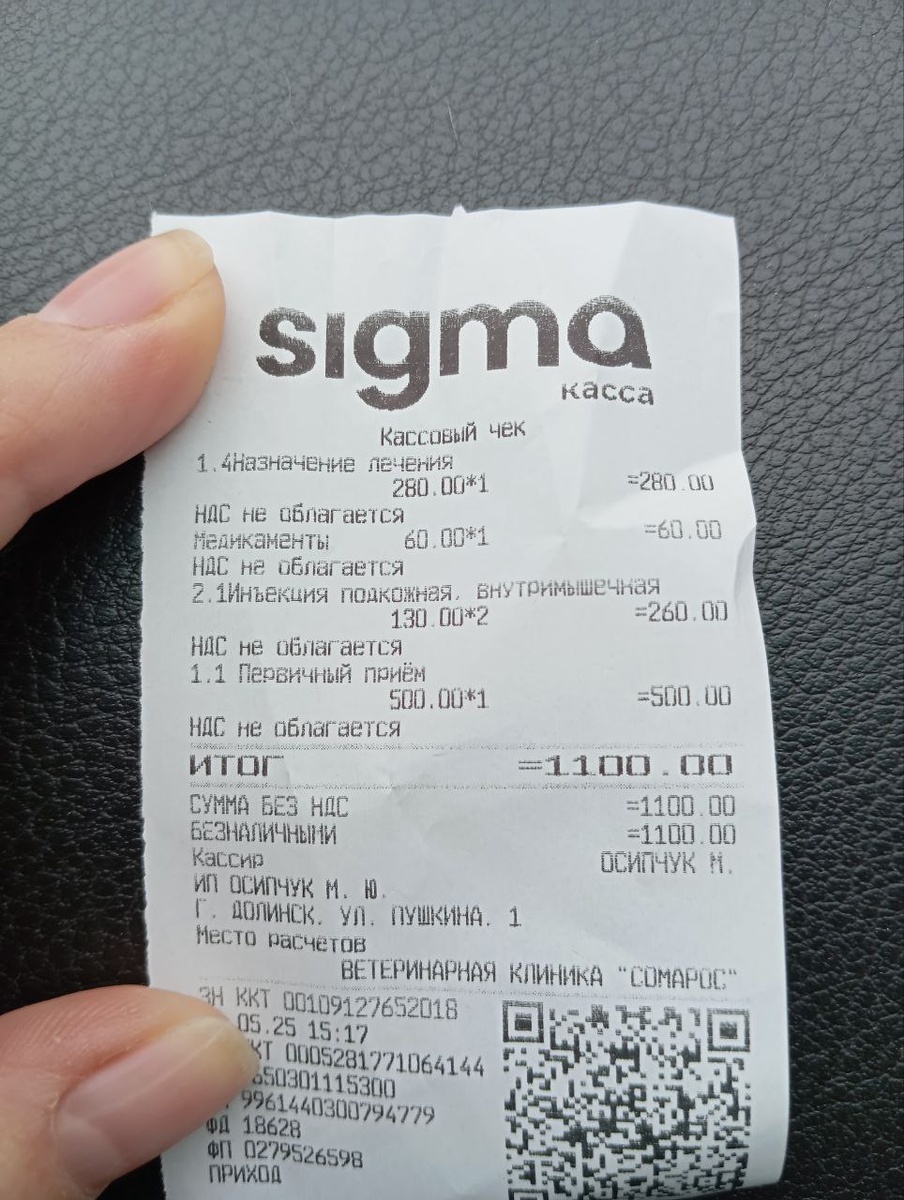 sigma
касса
Кассовый чек
1.4Назначение лечения
280.00*1 =280.00
НДС не облагается
Медикаменты 60.00*1 =60.00
НДС не облагается
2.1Инъекция подкожная, внутримышечная
130.00*2 =260.00
НДС не облагается
1.1 Первичный приём
500.00*1 =500.00
НДС не облагается
ИТОГ =1100.00
СУММА БЕЗ НДС =1100.00
БЕЗНАЛИЧНЫМИ =1100.00
Кассир ОСИПЧУК М.
ИП ОСИПЧУК М. Ю.
Г. ДОЛИНСК. УЛ. ПУШКИНА. 1
Место расчётов
ВЕТЕРИНАРНАЯ КЛИНИКА "СОМАРОС"
ЗН ККТ 00109127652018
05.25 15:17
ККТ 0005281771064144
650301115300
9961440300794779
ФД 18628
ФП 0279526598
ПРИХОД